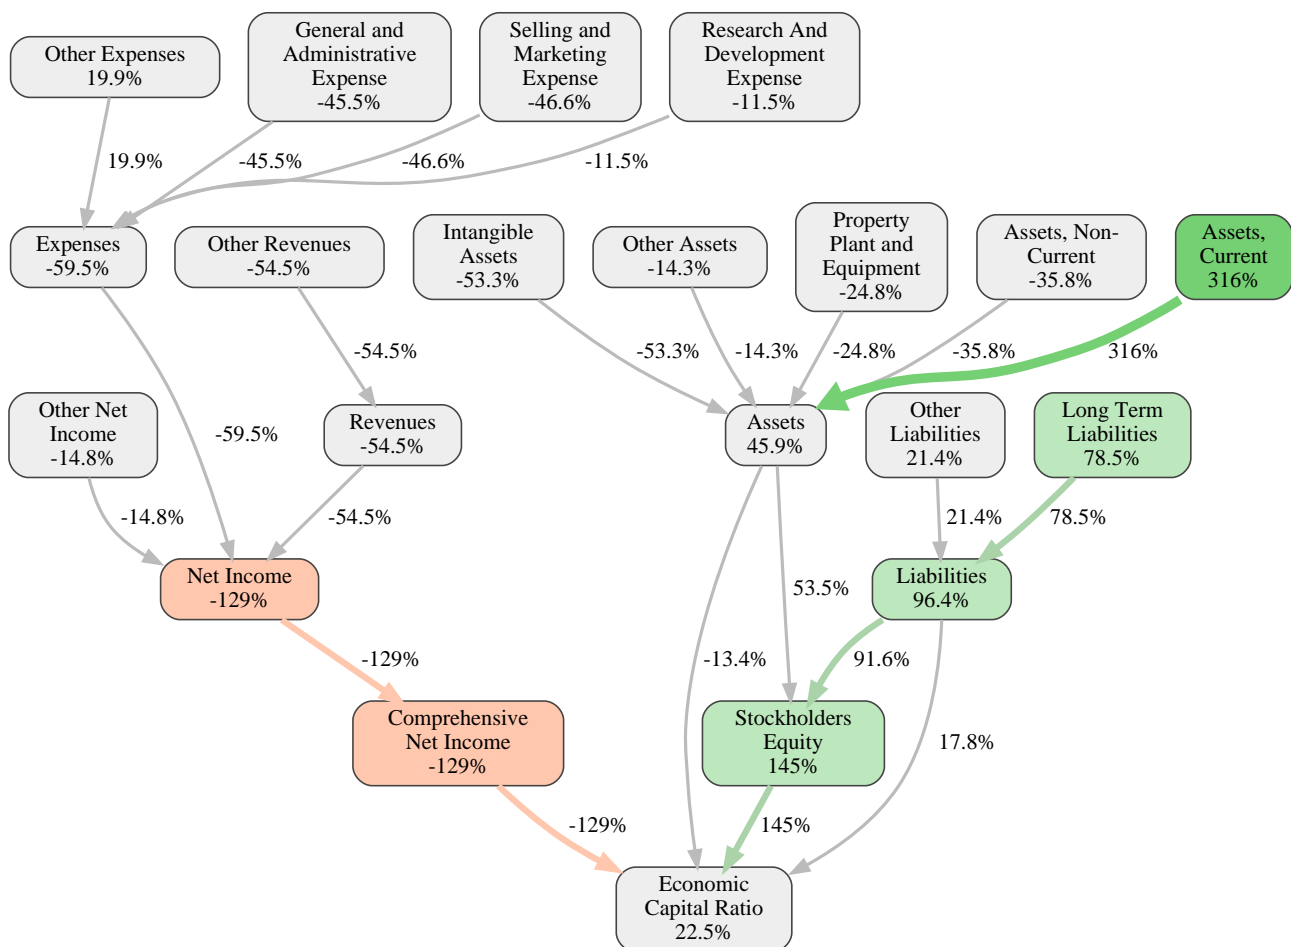 Other Expenses
19.9%
General and
Administrative
Expense
-45.5%
Selling and
Marketing
Expense
-46.6%
Research And
Development
Expense
-11.5%
19.9%
-45.5%
-46.6%
-11.5%
Expenses
-59.5%
Other Revenues
-54.5%
Intangible
Assets
-53.3%
Other Assets
-14.3%
Property
Plant and
Equipment
-24.8%
Assets, Non-
Current
-35.8%
Assets,
Current
316%
-54.5%
-53.3%
-14.3%
-24.8%
-35.8%
316%
Other Net
Income
-14.8%
-59.5%
Revenues
-54.5%
Assets
45.9%
Other
Liabilities
21.4%
Long Term
Liabilities
78.5%
-14.8%
-54.5%
21.4%
78.5%
Net Income
-129%
53.5%
Liabilities
96.4%
-129%
-13.4%
91.6%
Comprehensive
Net Income
-129%
Stockholders
Equity
145%
17.8%
-129%
145%
Economic
Capital Ratio
22.5%